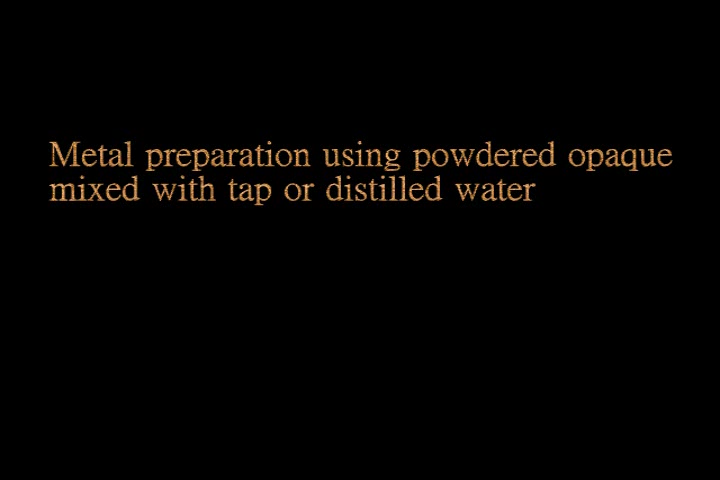 Metal preparation using powdered opaque
mixed with tap or distilled water